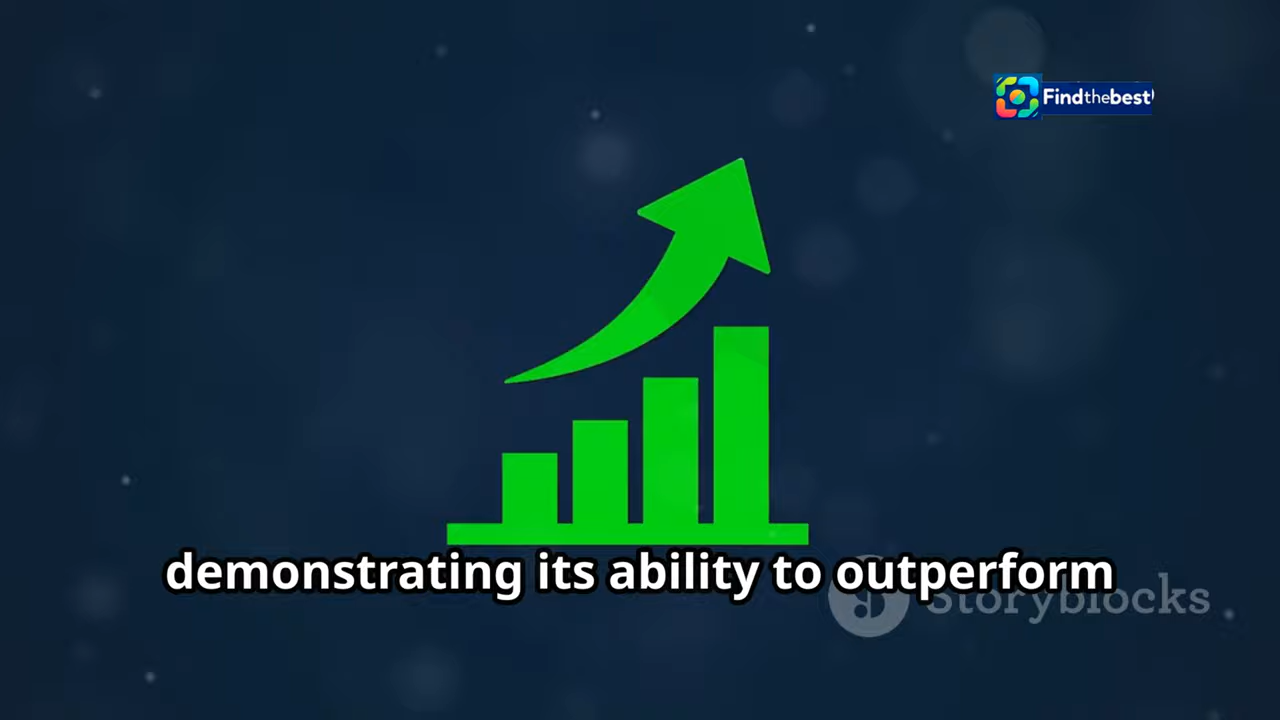 Findthebest
demonstrating its ability to outperform
Storyblocks